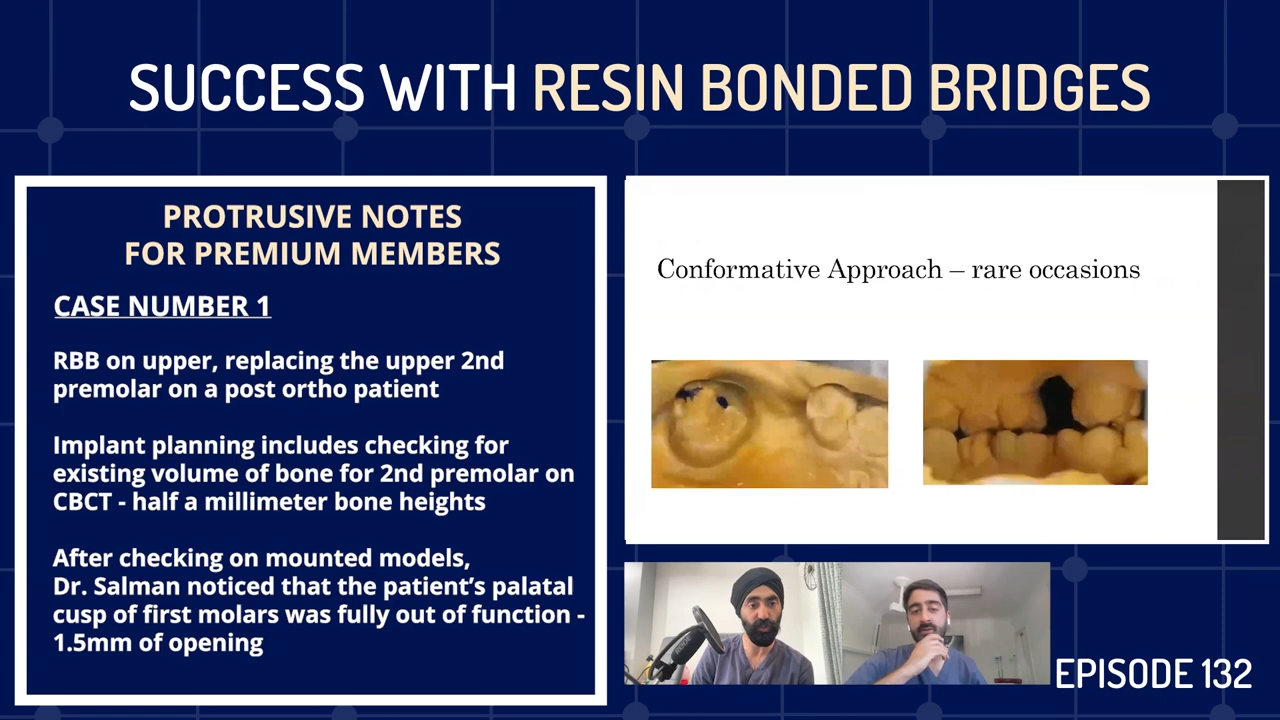 SUCCESS WITH RESIN BONDED BRIDGES
PROTRUSIVE NOTES
FOR PREMIUM MEMBERS
CASE NUMBER 1
RBB on upper, replacing the upper 2nd
premolar on a post ortho patient
Implant planning includes checking for
existing volume of bone for 2nd premolar on
CBCT - half a millimeter bone heights
After checking on mounted models,
Dr. Salman noticed that the patient's palatal
cusp of first molars was fully out of function -
1.5mm of opening
Conformative Approach – rare occasions
EPISODE 132